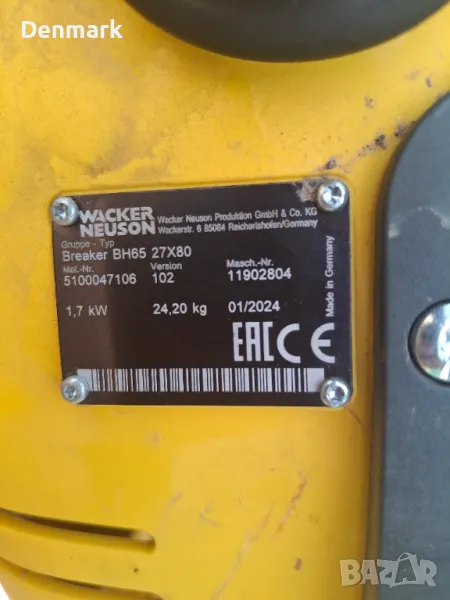 Denmark
WACKER NEUSON
Wacker Neuson Produktion GmbH & Co. KG
Wackerstr. 6 85084 Reichertshofen/Germany
Gruppe - Typ
Breaker BH65 27X80
Mat.-Nr. Version Masch.-Nr.
5100047106 102 11902804
1,7 kW 24,20 kg 01/2024
Made in Germany
EAC CE
BAZAR